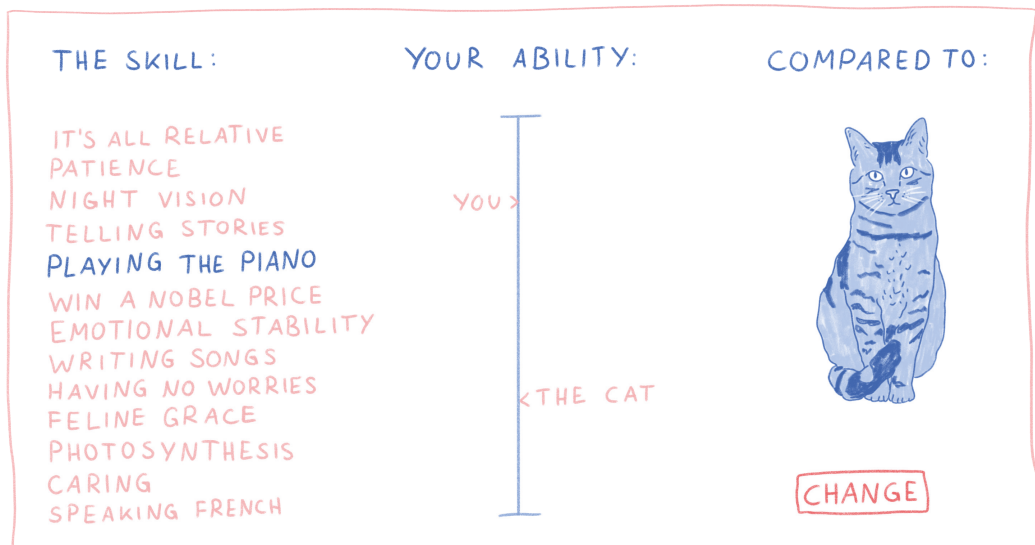 THE SKILL:
IT'S ALL RELATIVE
PATIENCE
NIGHT VISION
TELLING STORIES
PLAYING THE PIANO
WIN A NOBEL PRICE
EMOTIONAL STABILITY
WRITING SONGS
HAVING NO WORRIES
FELINE GRACE
PHOTOSYNTHESIS
CARING
SPEAKING FRENCH
YOUR ABILITY:
YOU >
< THE CAT
COMPARED TO:
CHANGE